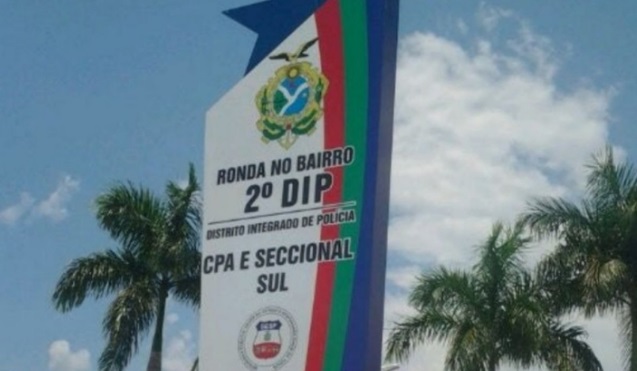 RONDA NO BAIRRO
2º DIP
DISTRITO INTEGRADO DE POLÍCIA
CPA E SECCIONAL
SUL